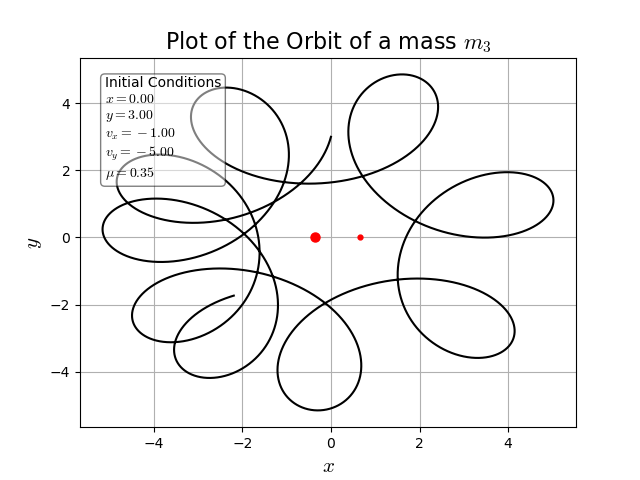 Plot of the Orbit of a mass m₃
Initial Conditions
x = 0.00
y = 3.00
vₓ = −1.00
v_y = −5.00
μ = 0.35
4
2
0
−2
−4
y
−4 −2 0 2 4
x